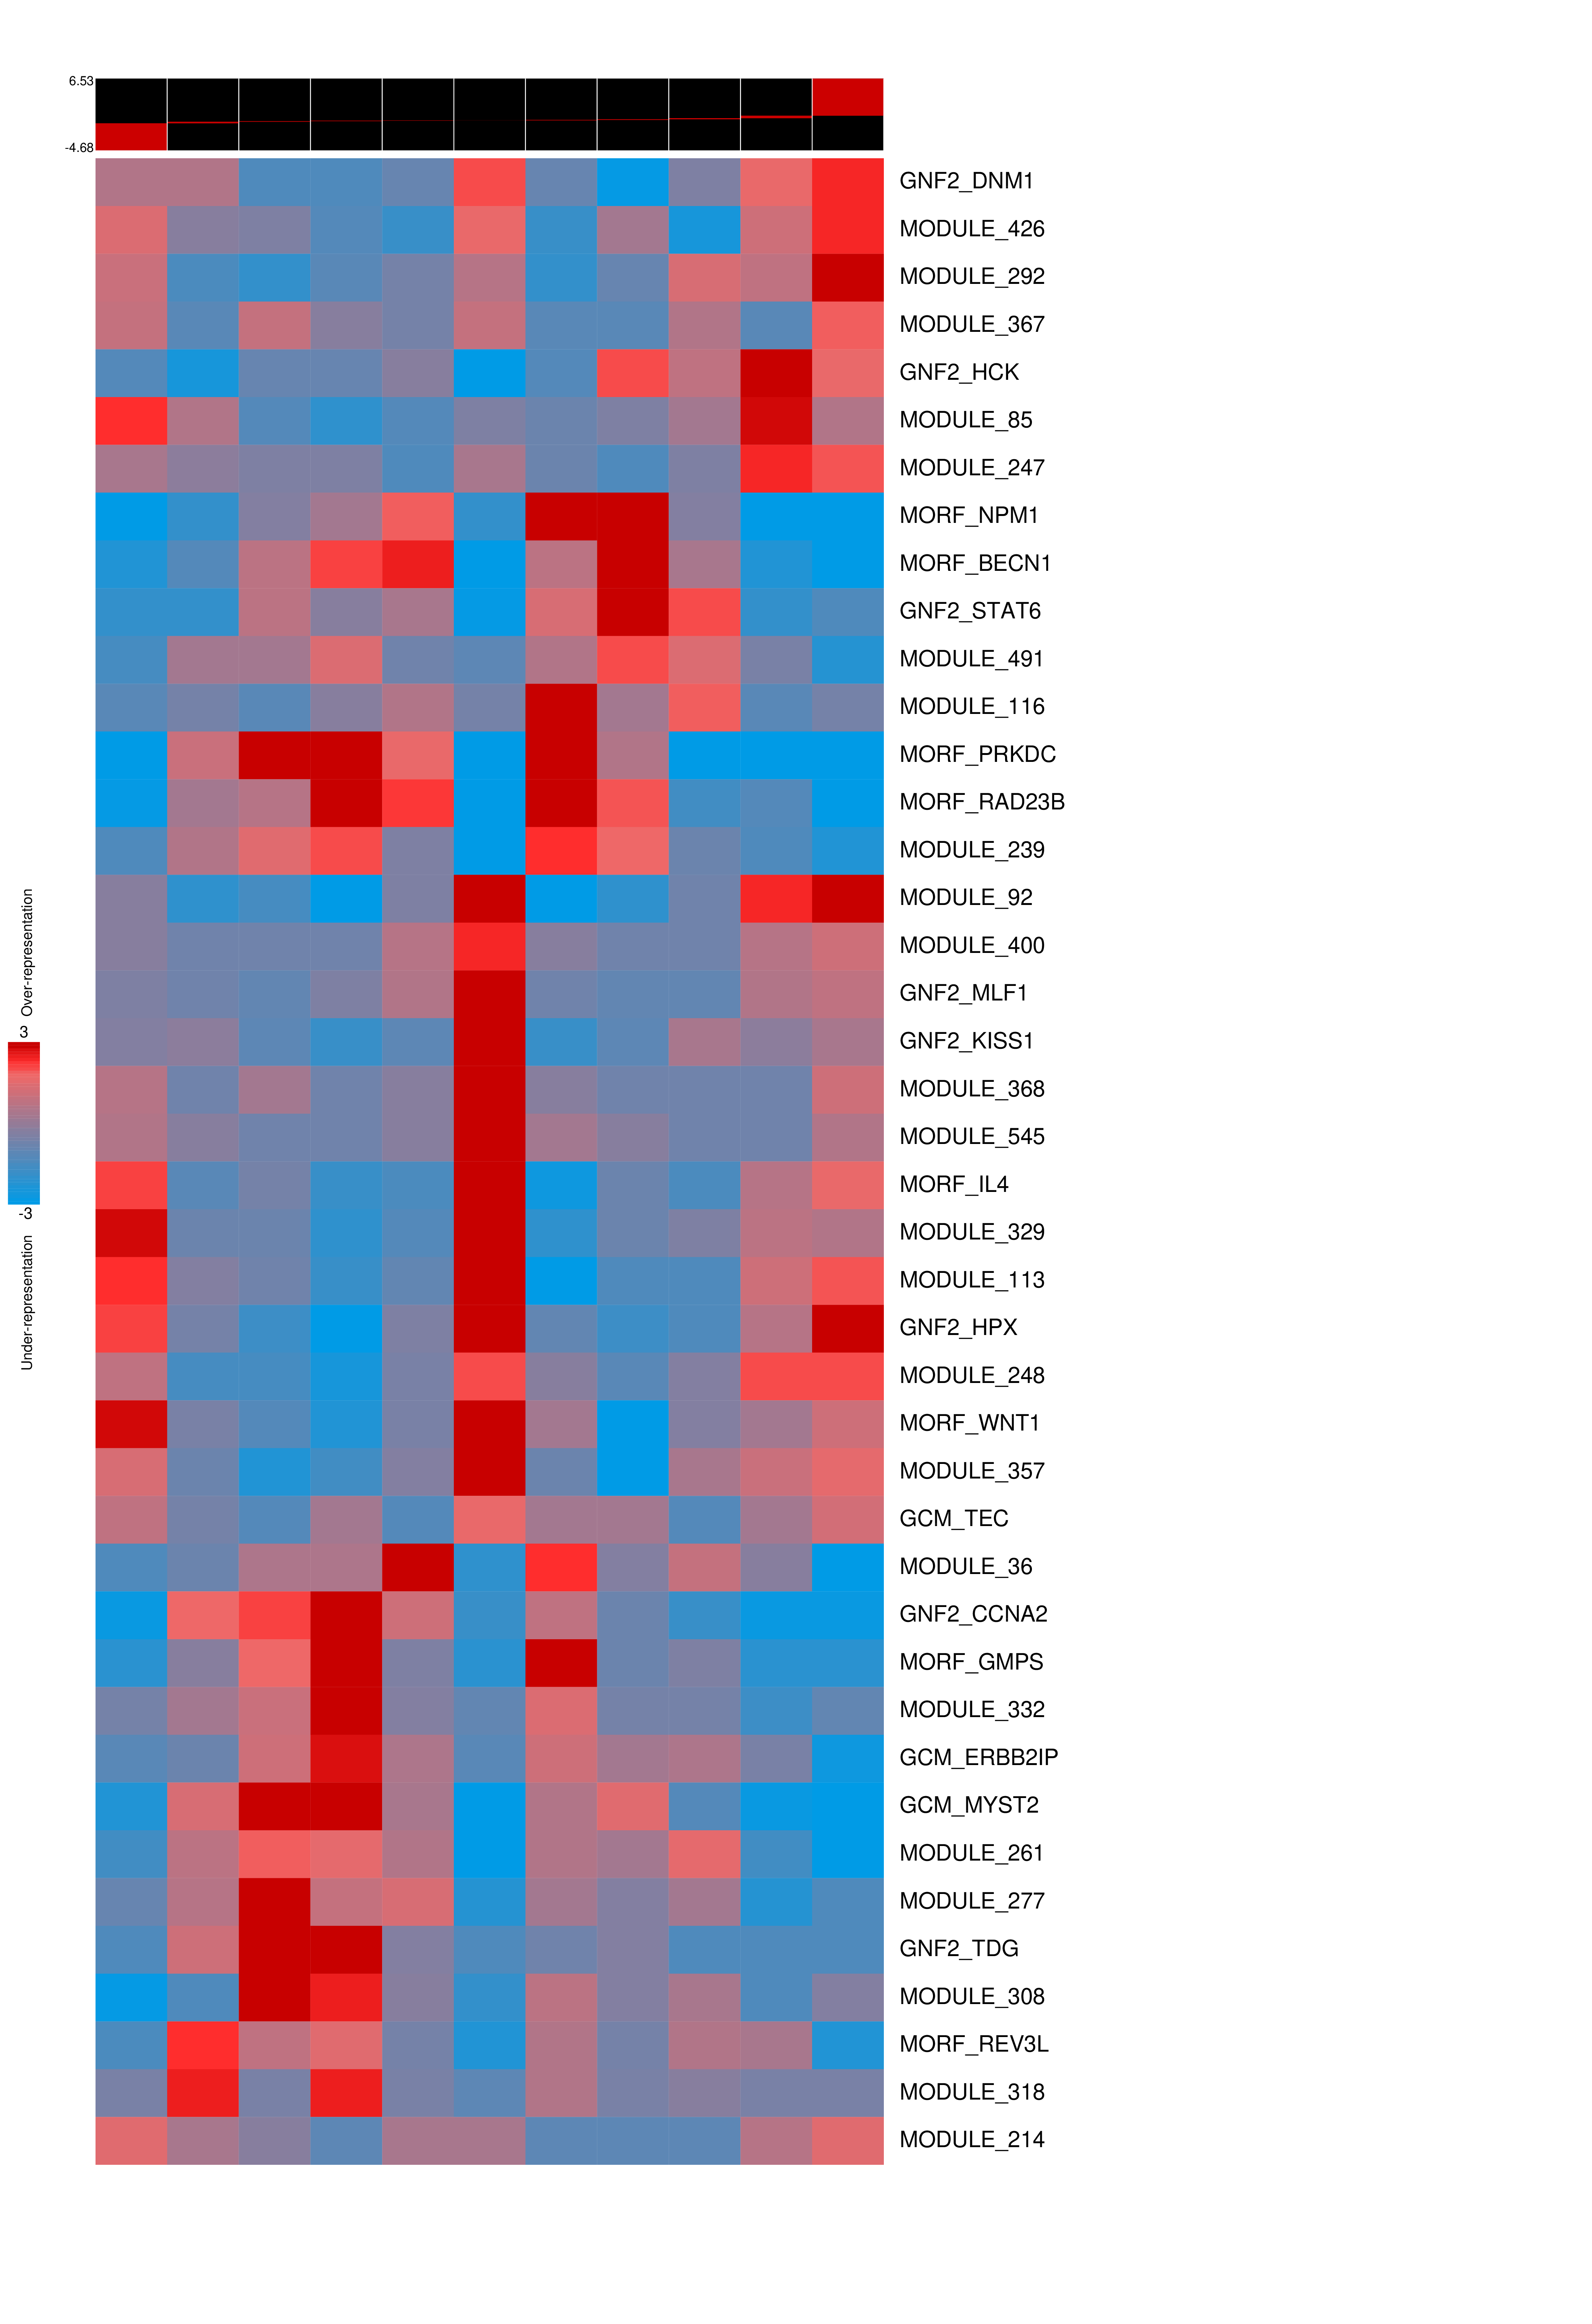 6.53
-4.68
GNF2_DNM1
MODULE_426
MODULE_292
MODULE_367
GNF2_HCK
MODULE_85
MODULE_247
MORF_NPM1
MORF_BECN1
GNF2_STAT6
MODULE_491
MODULE_116
MORF_PRKDC
MORF_RAD23B
MODULE_239
MODULE_92
MODULE_400
GNF2_MLF1
GNF2_KISS1
MODULE_368
MODULE_545
MORF_IL4
MODULE_329
MODULE_113
GNF2_HPX
MODULE_248
MORF_WNT1
MODULE_357
GCM_TEC
MODULE_36
GNF2_CCNA2
MORF_GMPS
MODULE_332
GCM_ERBB2IP
GCM_MYST2
MODULE_261
MODULE_277
GNF2_TDG
MODULE_308
MORF_REV3L
MODULE_318
MODULE_214
Over-representation
3
-3
Under-representation